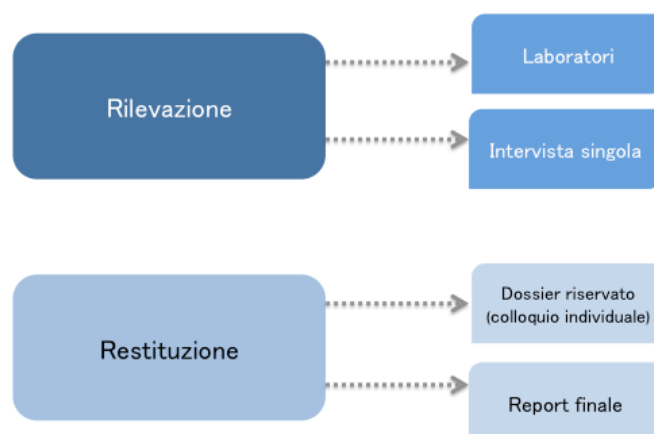 Rilevazione
Laboratori
Intervista singola
Restituzione
Dossier riservato
(colloquio individuale)
Report finale